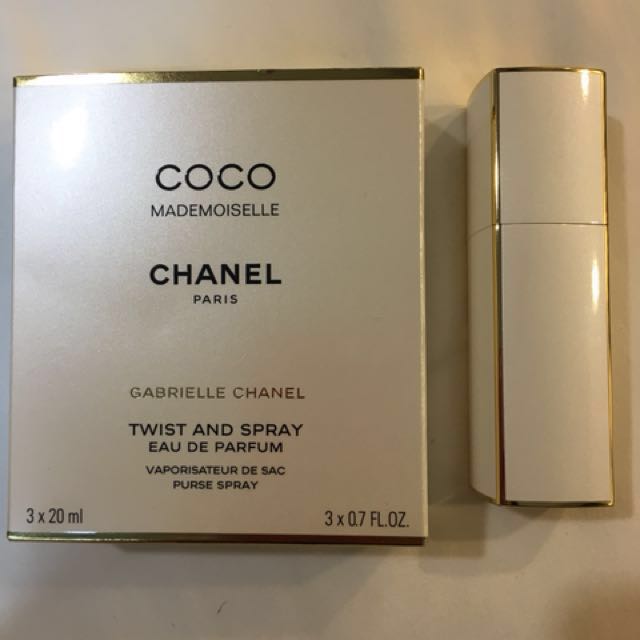 COCO
MADEMOISELLE
CHANEL
PARIS
GABRIELLE CHANEL
TWIST AND SPRAY
EAU DE PARFUM
VAPORISATEUR DE SAC
PURSE SPRAY
3 x 20 ml
3 x 0.7 FL.OZ.